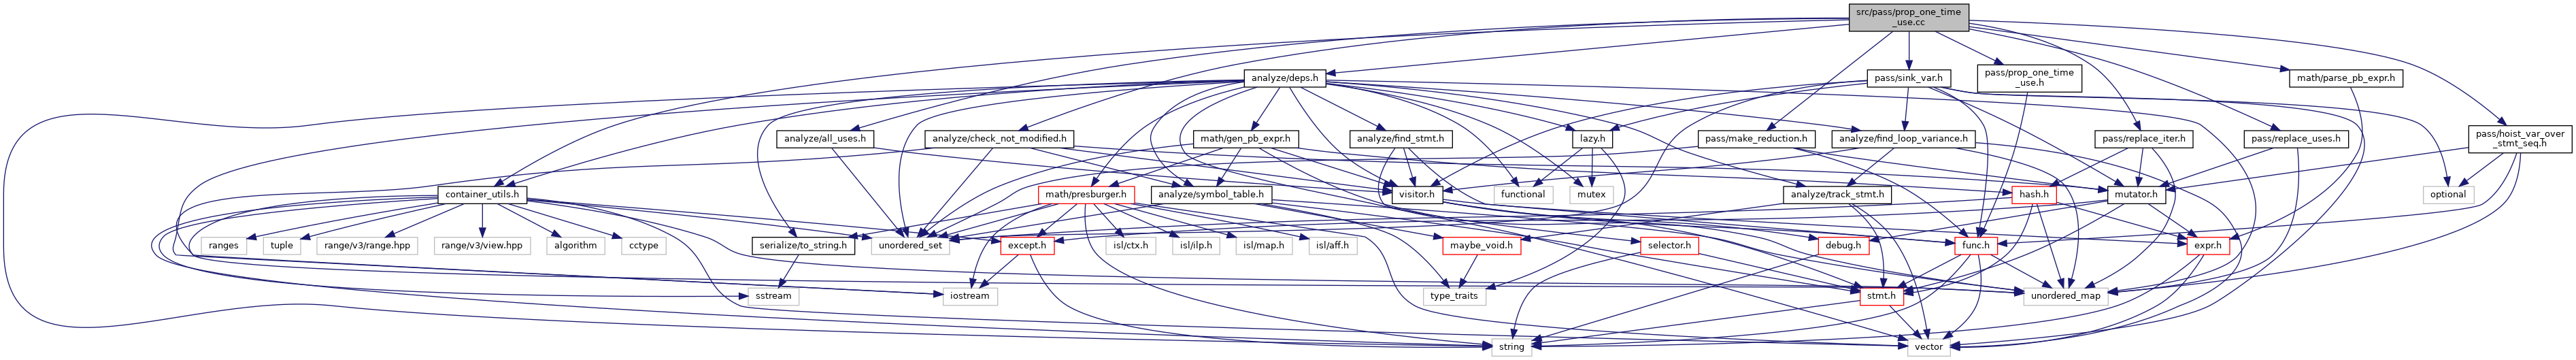 src/pass/prop_one_time
_use.cc
analyze/deps.h
pass/sink_var.h
pass/prop_one_time
_use.h
math/parse_pb_expr.h
analyze/all_uses.h
analyze/check_not_modified.h
math/gen_pb_expr.h
analyze/find_stmt.h
lazy.h
pass/make_reduction.h
analyze/find_loop_variance.h
pass/replace_iter.h
pass/replace_uses.h
pass/hoist_var_over
_stmt_seq.h
container_utils.h
math/presburger.h
analyze/symbol_table.h
visitor.h
functional
mutex
analyze/track_stmt.h
hash.h
mutator.h
optional
ranges
tuple
range/v3/range.hpp
range/v3/view.hpp
algorithm
cctype
serialize/to_string.h
unordered_set
except.h
isl/ctx.h
isl/ilp.h
isl/map.h
isl/aff.h
maybe_void.h
selector.h
debug.h
func.h
expr.h
sstream
iostream
type_traits
stmt.h
unordered_map
string
vector